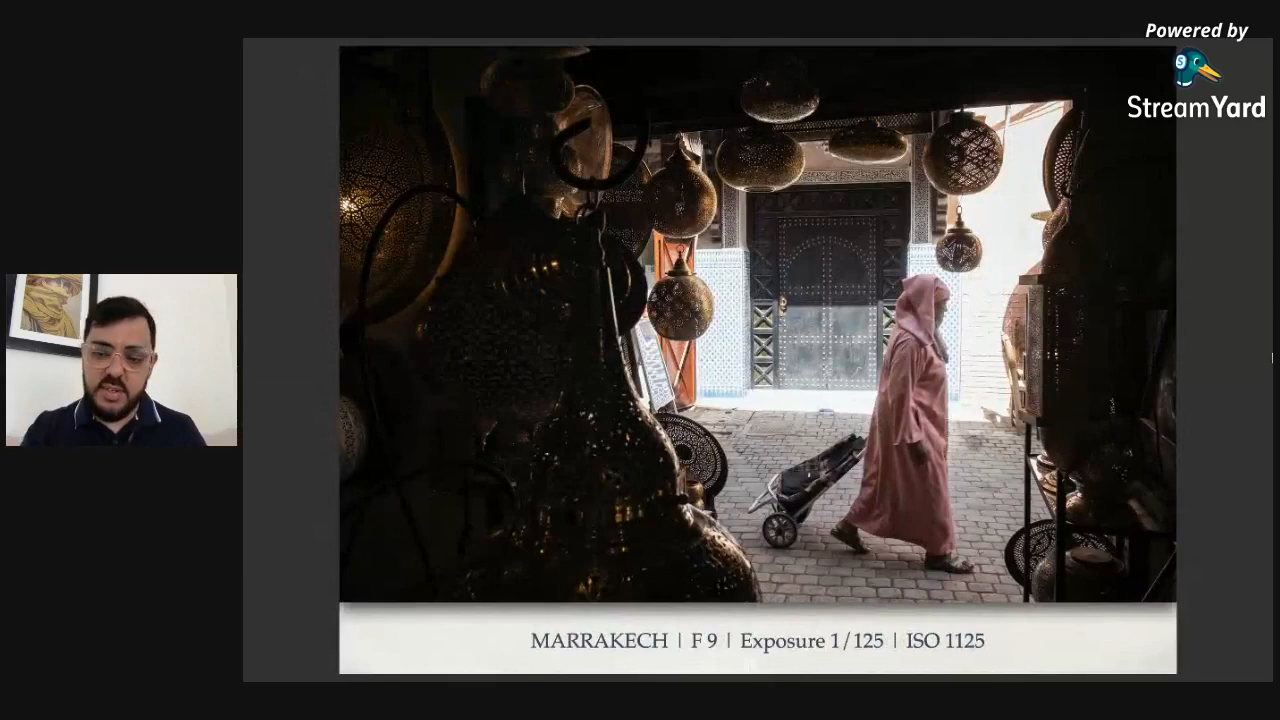 Powered by
StreamYard
MARRAKECH | F 9 | Exposure 1/125 | ISO 1125